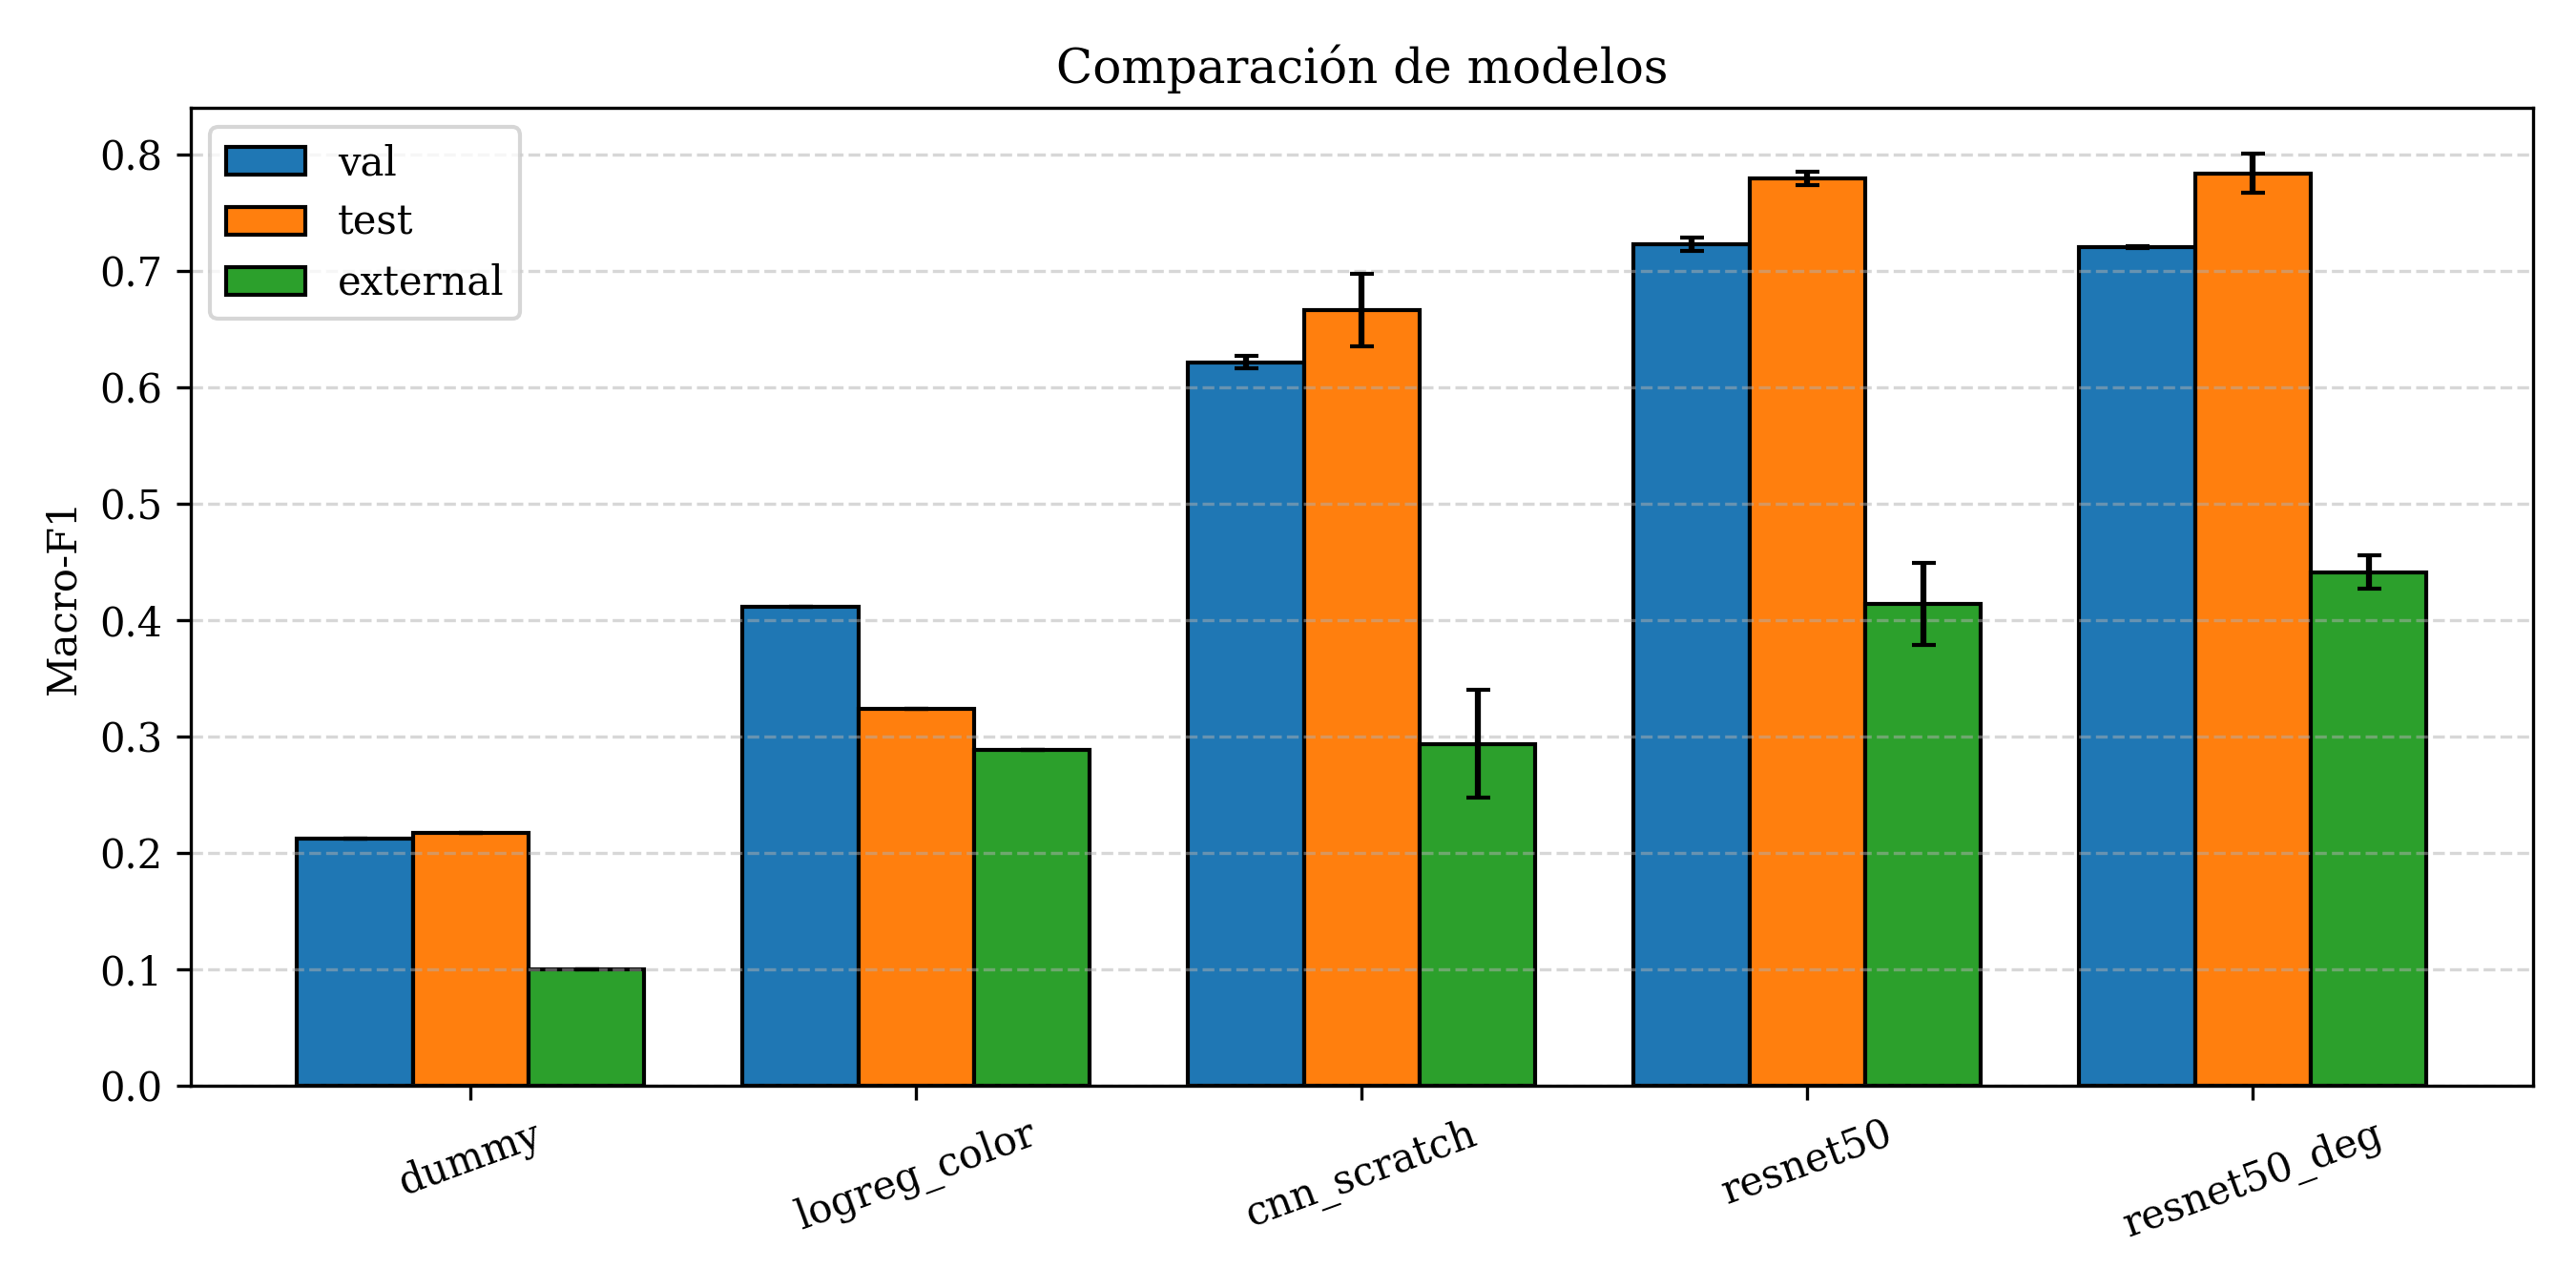 Comparación de modelos
val
test
external
Macro-F1
0.8
0.7
0.6
0.5
0.4
0.3
0.2
0.1
0.0
dummy
logreg_color
cnn_scratch
resnet50
resnet50_deg